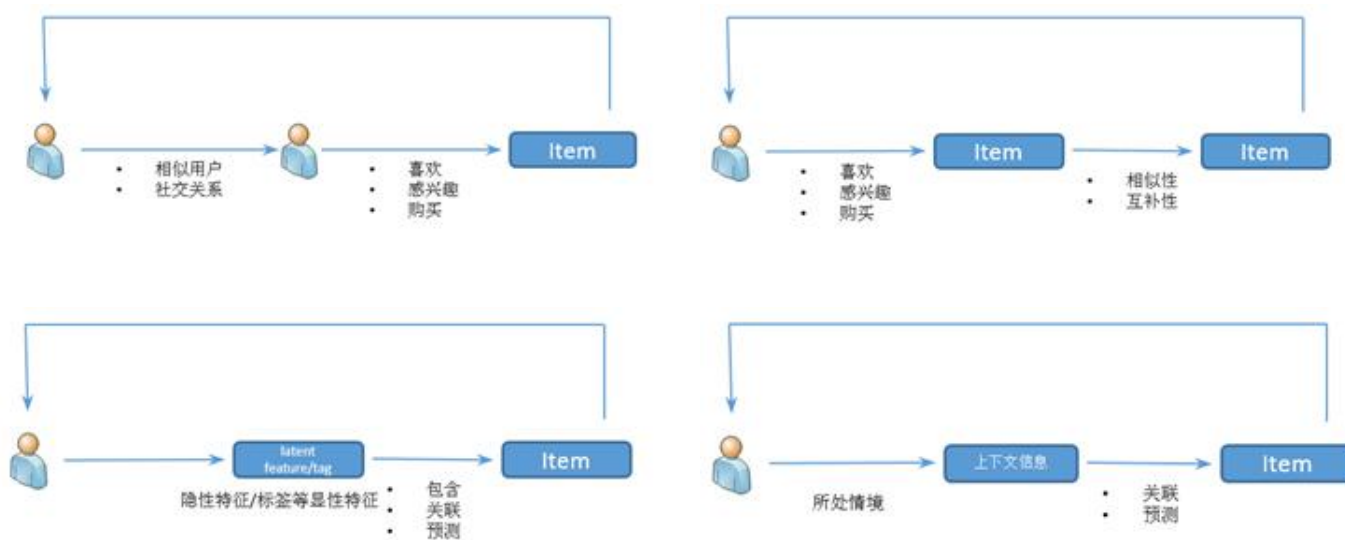 Item
相似用户
社交关系
喜欢
感兴趣
购买
Item
Item
喜欢
感兴趣
购买
相似性
互补性
latent
feature/tag
Item
隐性特征/标签等显性特征
包含
关联
预测
上下文信息
Item
所处情境
关联
预测